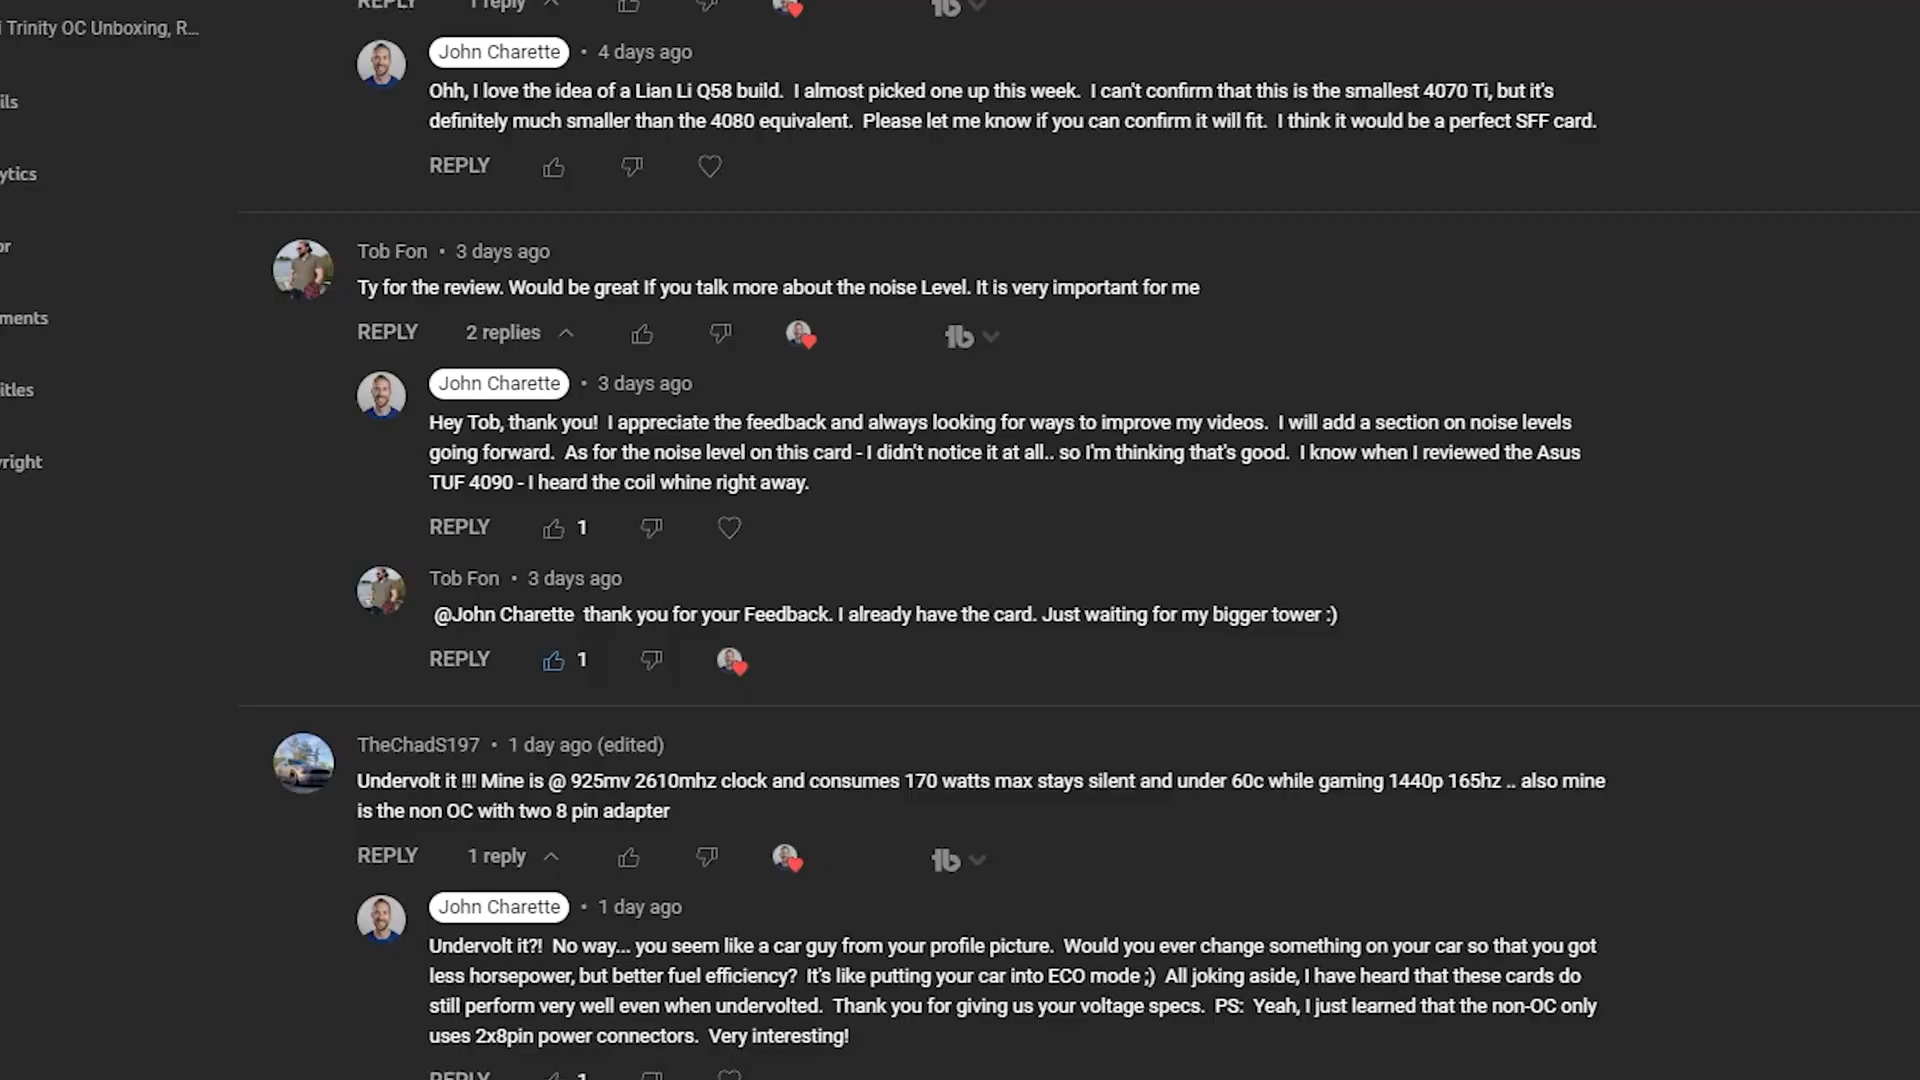 REPLY 1 reply
i Trinity OC Unboxing, R...
John Charette • 4 days ago
Ohh, I love the idea of a Lian Li Q58 build.  I almost picked one up this week.  I can't confirm that this is the smallest 4070 Ti, but it's
definitely much smaller than the 4080 equivalent.  Please let me know if you can confirm it will fit.  I think it would be a perfect SFF card.
ils
REPLY
ytics
or
Tob Fon • 3 days ago
Ty for the review. Would be great If you talk more about the noise Level. It is very important for me
ments
REPLY 2 replies
itles
John Charette • 3 days ago
Hey Tob, thank you!  I appreciate the feedback and always looking for ways to improve my videos.  I will add a section on noise levels
going forward.  As for the noise level on this card - I didn't notice it at all.. so I'm thinking that's good.  I know when I reviewed the Asus
TUF 4090 - I heard the coil whine right away.
right
REPLY 1
Tob Fon • 3 days ago
@John Charette  thank you for your Feedback. I already have the card. Just waiting for my bigger tower :)
REPLY 1
TheChadS197 • 1 day ago (edited)
Undervolt it !!! Mine is @ 925mv 2610mhz clock and consumes 170 watts max stays silent and under 60c while gaming 1440p 165hz .. also mine
is the non OC with two 8 pin adapter
REPLY 1 reply
John Charette • 1 day ago
Undervolt it?!  No way... you seem like a car guy from your profile picture.  Would you ever change something on your car so that you got
less horsepower, but better fuel efficiency?  It's like putting your car into ECO mode ;)  All joking aside, I have heard that these cards do
still perform very well even when undervolted.  Thank you for giving us your voltage specs.  PS:  Yeah, I just learned that the non-OC only
uses 2x8pin power connectors.  Very interesting!
REPLY 1